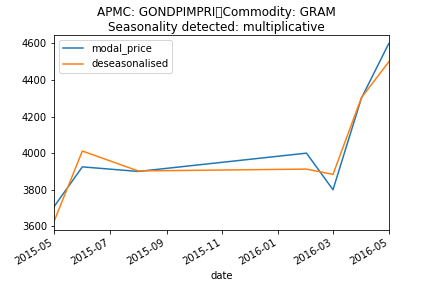 APMC: GONDPIMPRI Commodity: GRAM
Seasonality detected: multiplicative
modal_price
deseasonalised
4600
4400
4200
4000
3800
3600
2015-05
2015-07
2015-09
2015-11
2016-01
2016-03
2016-05
date